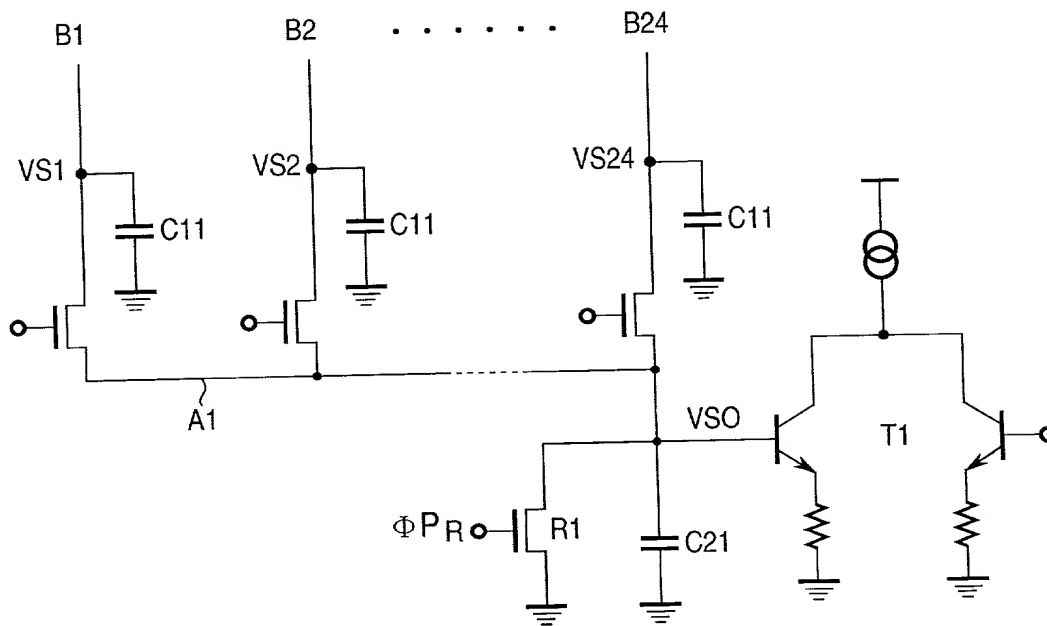 B1 B2 · · · · · · B24
VS1 VS2 VS24
C11 C11 C11
A1
VSO T1
ΦPR R1 C21